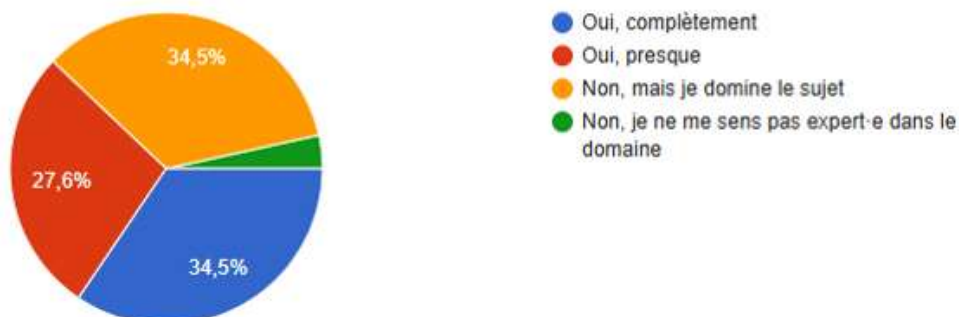 34,5%
27,6%
34,5%
Oui, complètement
Oui, presque
Non, mais je domine le sujet
Non, je ne me sens pas expert·e dans le
domaine